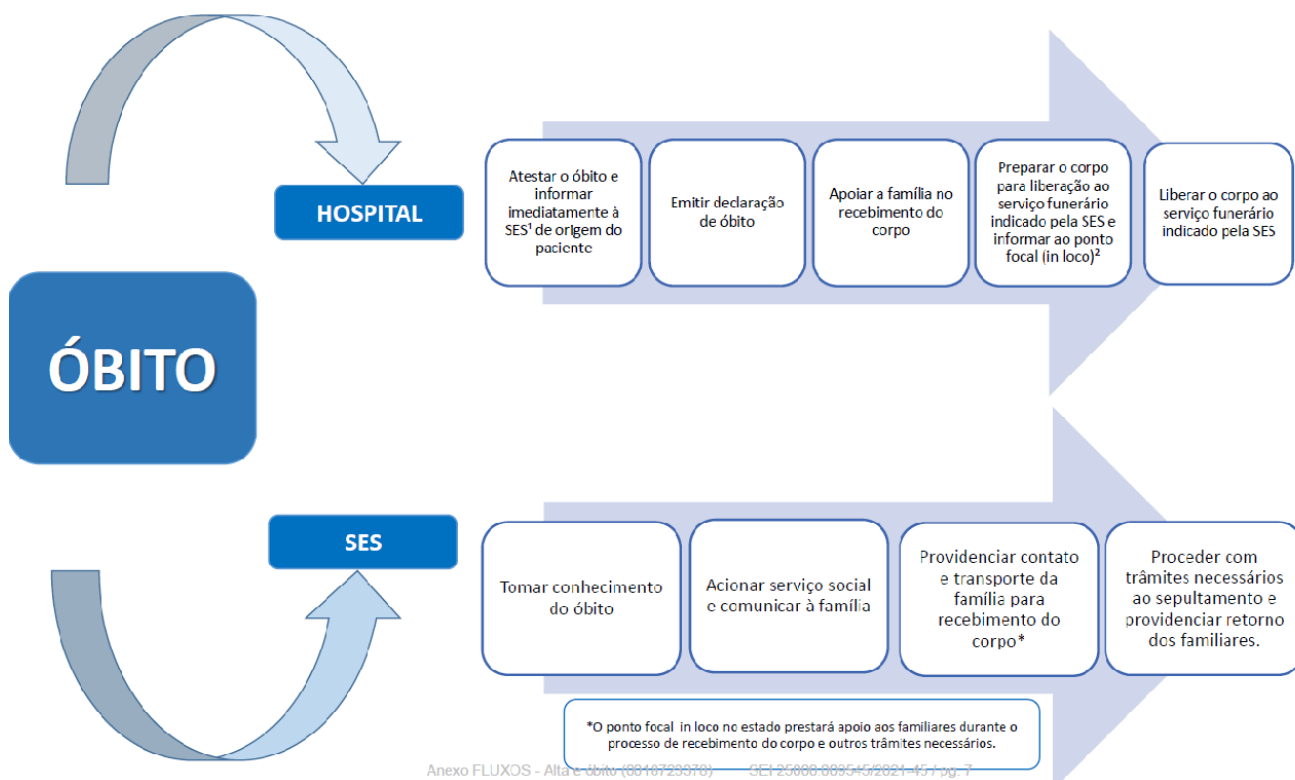 HOSPITAL
Atestar o óbito e
informar
imediatamente à
SES¹ de origem do
paciente
Emitir declaração
de óbito
Apoiar a família no
recebimento do
corpo
Preparar o corpo
para liberação ao
serviço funerário
indicado pela SES e
informar ao ponto
focal (in loco)²
Liberar o corpo ao
serviço funerário
indicado pela SES
ÓBITO
SES
Tomar conhecimento
do óbito
Acionar serviço social
e comunicar à família
Providenciar contato
e transporte da
família para
recebimento do
corpo*
Proceder com
trâmites necessários
ao sepultamento e
providenciar retorno
dos familiares.
*O ponto focal in loco no estado prestará apoio aos familiares durante o
processo de recebimento do corpo e outros trâmites necessários.
Anexo FLUXOS - Alta e óbito SEI / pg. 7